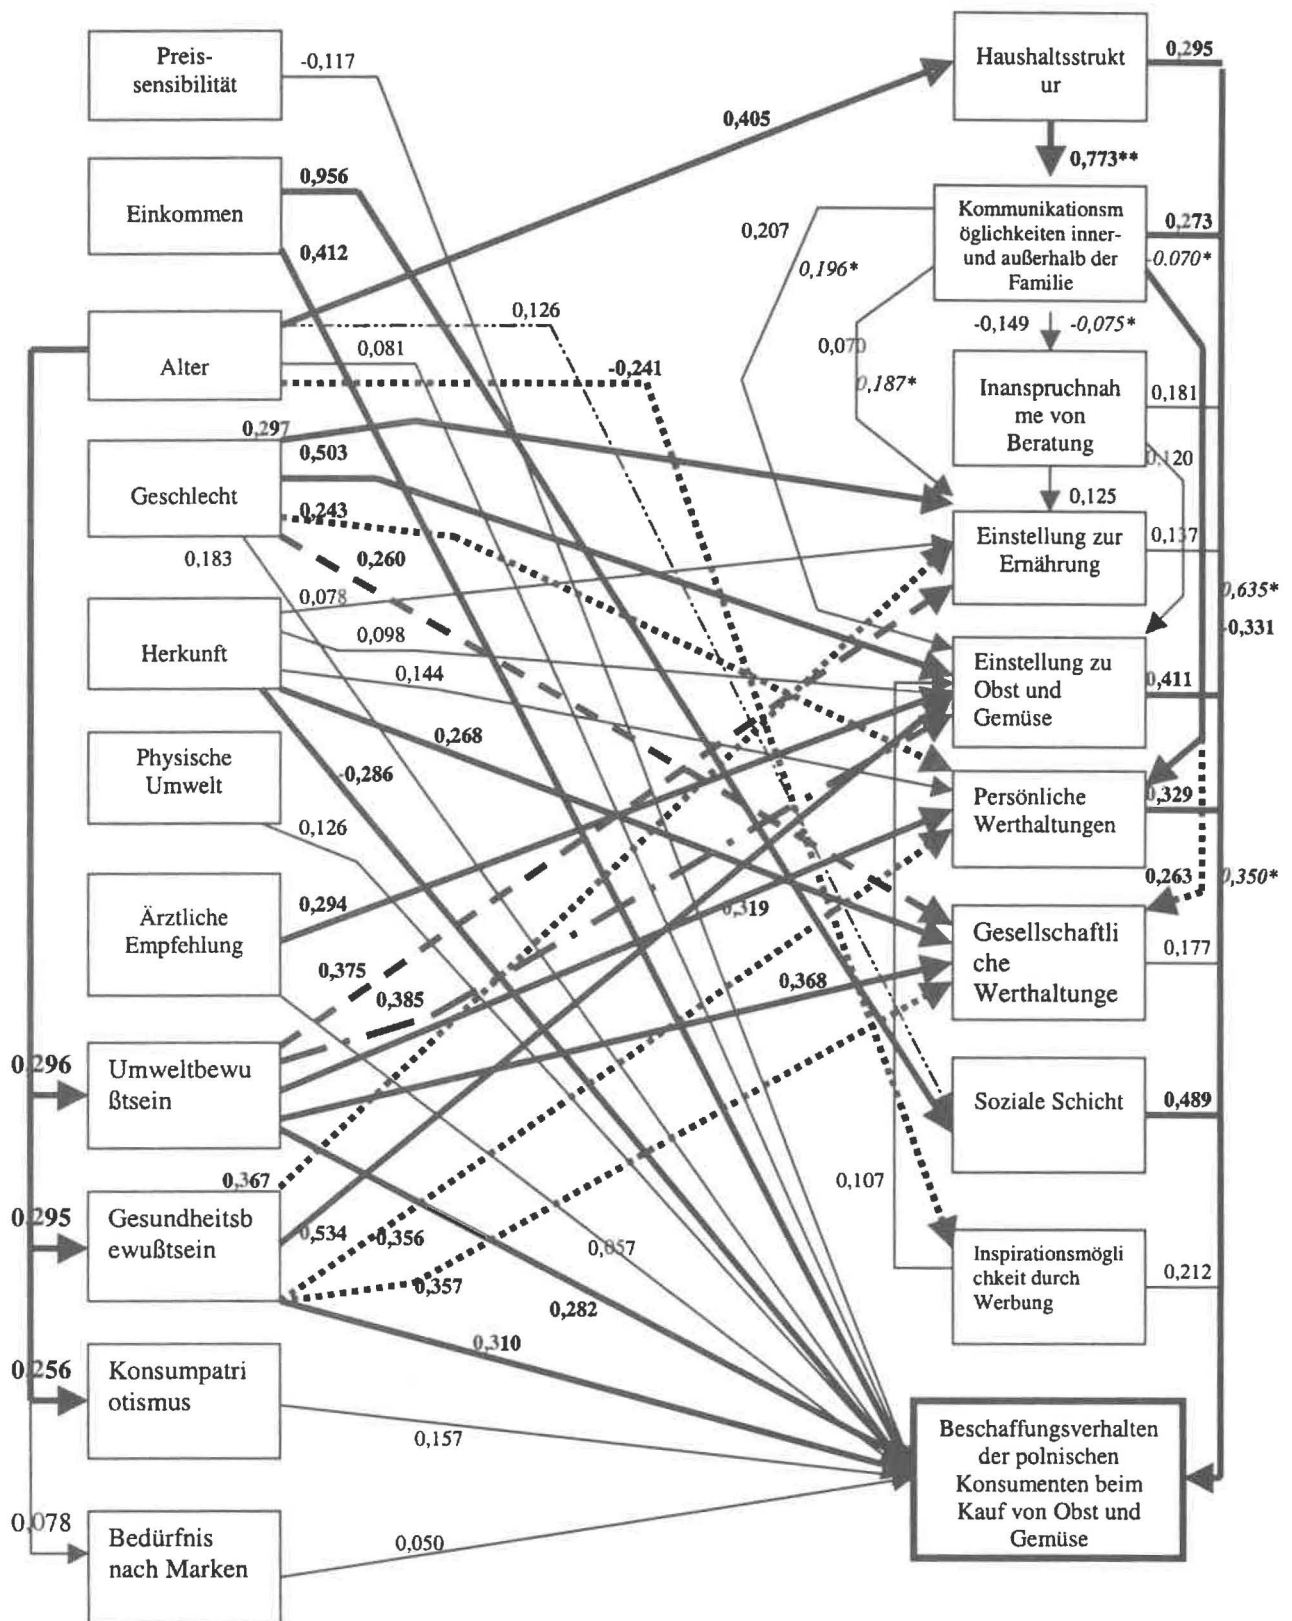 Preis-
sensibilität
-0,117
Einkommen
0,956
0,412
Alter
0,126
0,081
-0,241
0,405
0,297
Geschlecht
0,503
0,243
0,260
0,183
Herkunft
0,078
0,098
0,144
0,268
-0,286
Physische
Umwelt
0,126
Ärztliche
Empfehlung
0,294
0,375
0,385
0,319
0,368
0,296
Umweltbewu
ßtsein
0,367
0,295
Gesundheitsb
ewußtsein
0,534
0,356
0,357
0,057
0,282
0,310
0,256
Konsumpatri
otismus
0,157
0,078
Bedürfnis
nach Marken
0,050
Haushaltsstrukt
ur
0,295
0,773**
Kommunikationsm
öglichkeiten inner-
und außerhalb der
Familie
0,273
-0.070*
0,207
0,196*
0,070
0,187*
-0,149
-0,075*
Inanspruchnah
me von
Beratung
0,181
0,120
0,125
Einstellung zur
Ernährung
0,137
0,635*
-0,331
Einstellung zu
Obst und
Gemüse
0,411
Persönliche
Werthaltungen
0,329
0,263
0,350*
Gesellschaftli
che
Werthaltunge
0,177
Soziale Schicht
0,489
0,107
Inspirationsmögli
chkeit durch
Werbung
0,212
Beschaffungsverhalten
der polnischen
Konsumenten beim
Kauf von Obst und
Gemüse